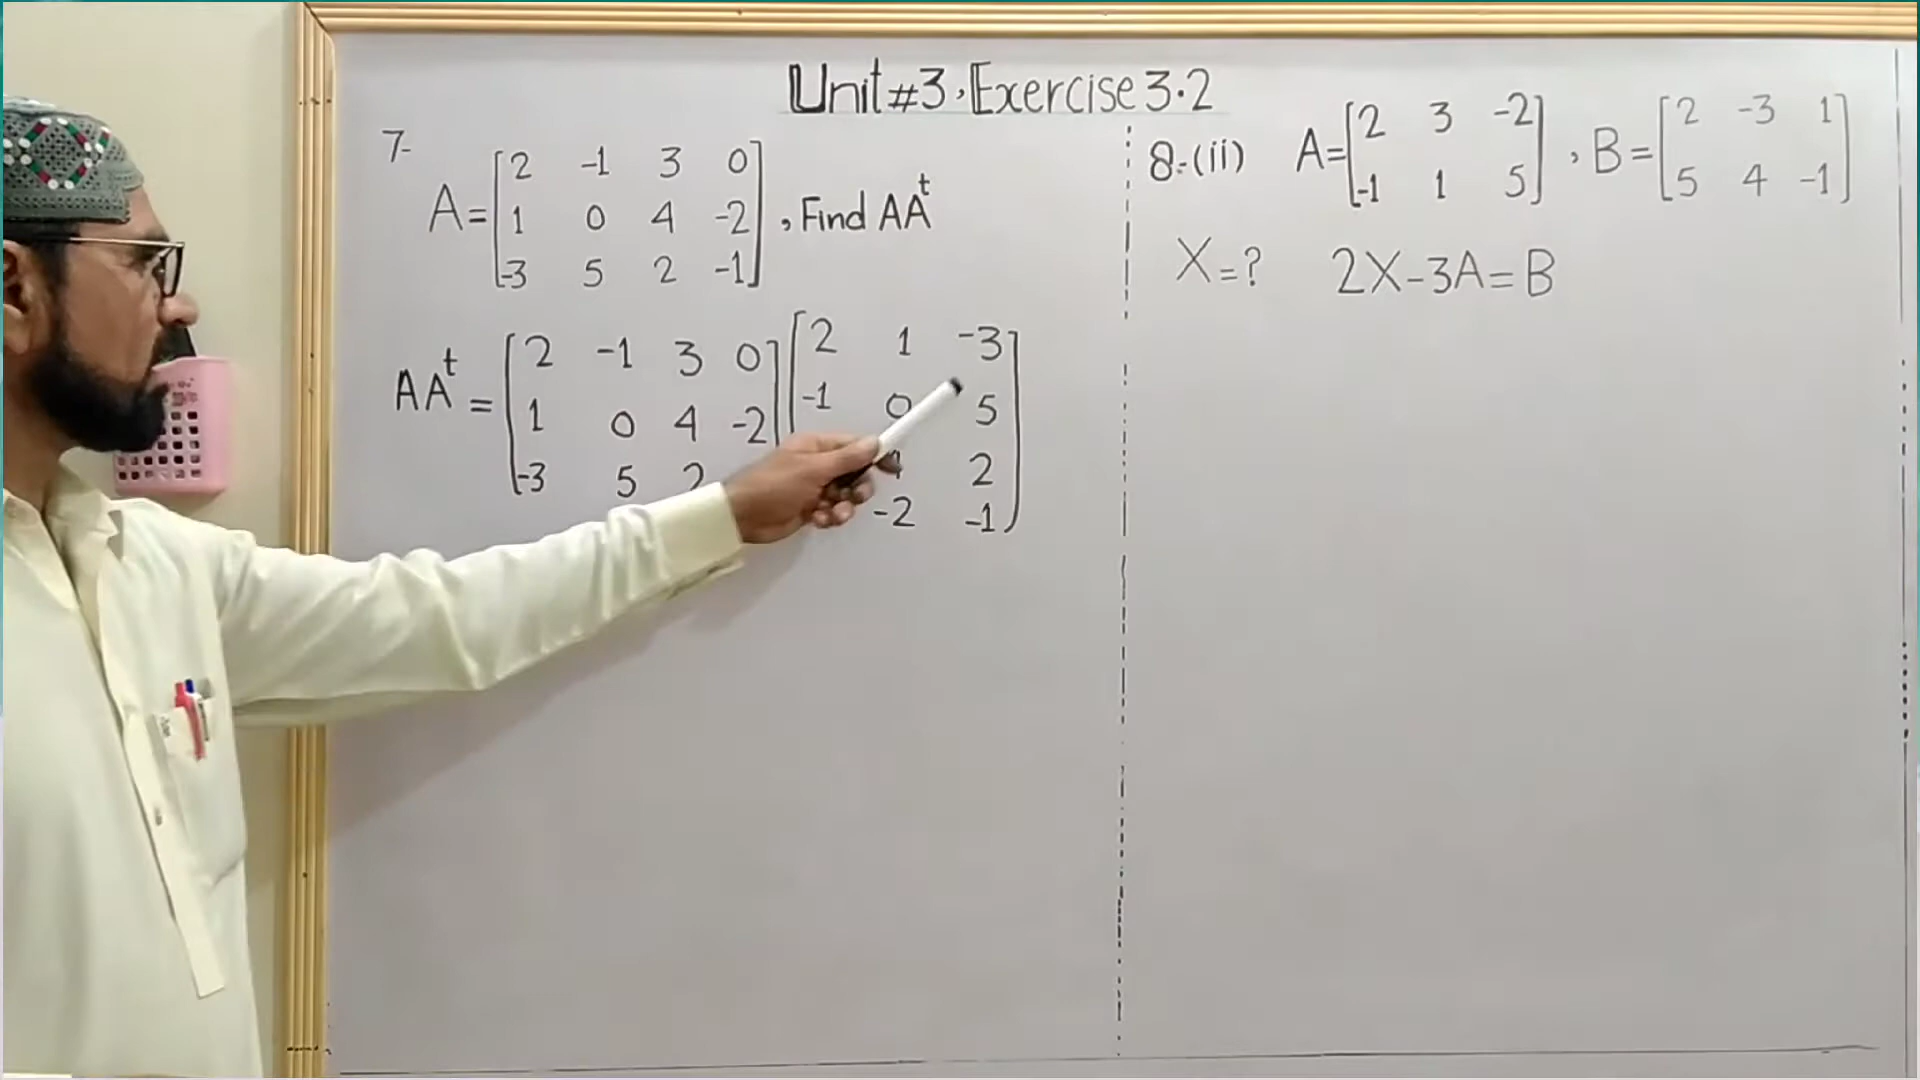 Unit#3,Exercise3.2
7-
A=[2 -1 3 0
1 0 4 -2
-3 5 2 -1], Find AA^t
AA^t = [2 -1 3 0
1 0 4 -2
-3 5 2
[2 1 -3
-1 0 5
2
-2 -1]
8-(ii) A=[2 3 -2
-1 1 5], B=[2 -3 1
5 4 -1]
X=? 2X-3A=B